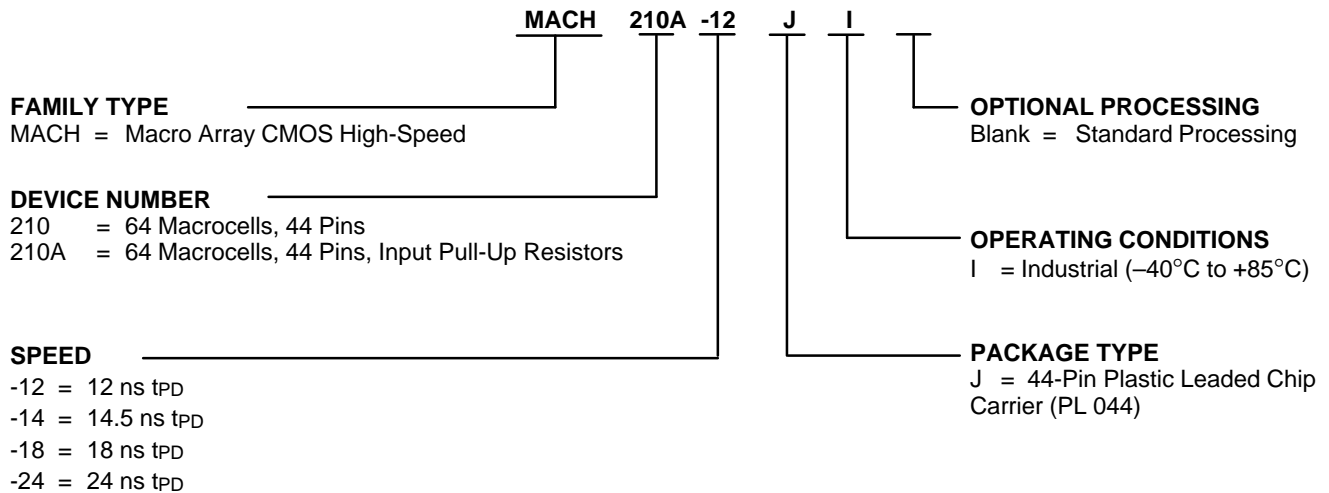 MACH 210A -12 J I
FAMILY TYPE
MACH = Macro Array CMOS High-Speed
DEVICE NUMBER
210 = 64 Macrocells, 44 Pins
210A = 64 Macrocells, 44 Pins, Input Pull-Up Resistors
SPEED
-12 = 12 ns tPD
-14 = 14.5 ns tPD
-18 = 18 ns tPD
-24 = 24 ns tPD
OPTIONAL PROCESSING
Blank = Standard Processing
OPERATING CONDITIONS
I = Industrial (–40°C to +85°C)
PACKAGE TYPE
J = 44-Pin Plastic Leaded Chip
Carrier (PL 044)